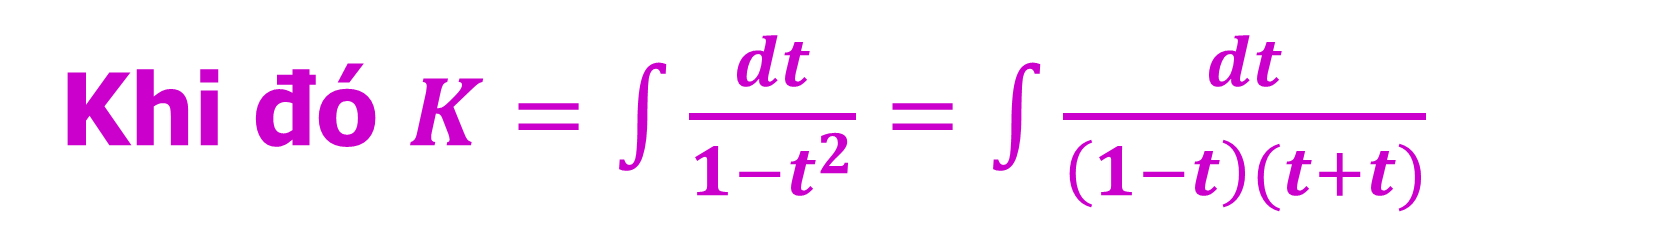 Khi đó K = ∫ dt/(1−t²) = ∫ dt/((1−t)(t+t))